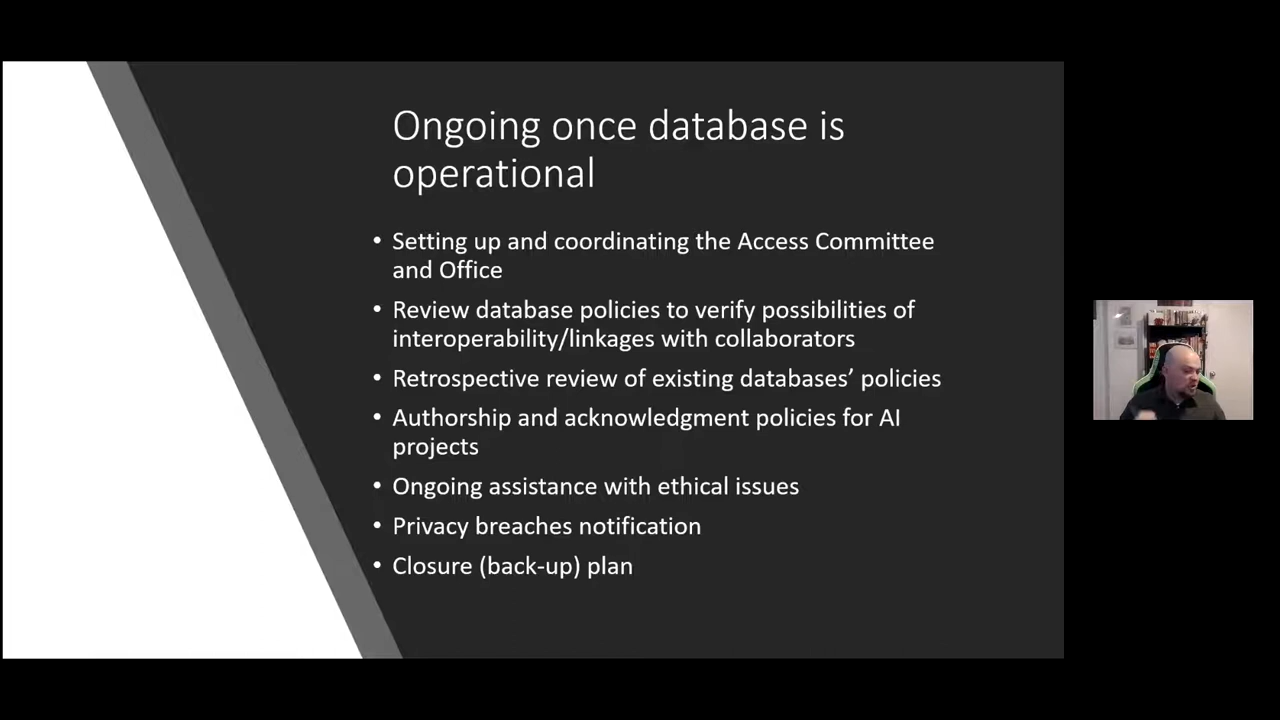 Ongoing once database is
operational
• Setting up and coordinating the Access Committee
and Office
• Review database policies to verify possibilities of
interoperability/linkages with collaborators
• Retrospective review of existing databases’ policies
• Authorship and acknowledgment policies for AI
projects
• Ongoing assistance with ethical issues
• Privacy breaches notification
• Closure (back-up) plan